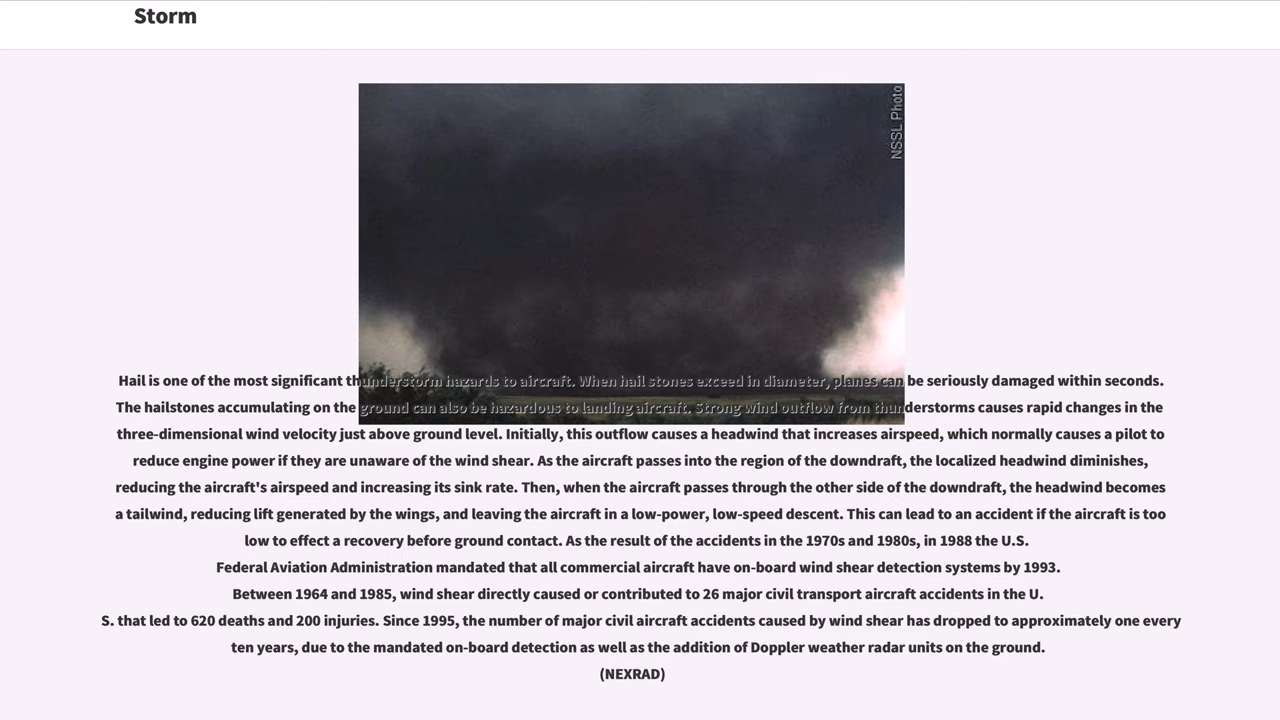 Storm
NSSL Photo
Hail is one of the most significant thunderstorm hazards to aircraft. When hail stones exceed in diameter, planes can be seriously damaged within seconds.
The hailstones accumulating on the ground can also be hazardous to landing aircraft. Strong wind outflow from thunderstorms causes rapid changes in the
three-dimensional wind velocity just above ground level. Initially, this outflow causes a headwind that increases airspeed, which normally causes a pilot to
reduce engine power if they are unaware of the wind shear. As the aircraft passes into the region of the downdraft, the localized headwind diminishes,
reducing the aircraft's airspeed and increasing its sink rate. Then, when the aircraft passes through the other side of the downdraft, the headwind becomes
a tailwind, reducing lift generated by the wings, and leaving the aircraft in a low-power, low-speed descent. This can lead to an accident if the aircraft is too
low to effect a recovery before ground contact. As the result of the accidents in the 1970s and 1980s, in 1988 the U.S.
Federal Aviation Administration mandated that all commercial aircraft have on-board wind shear detection systems by 1993.
Between 1964 and 1985, wind shear directly caused or contributed to 26 major civil transport aircraft accidents in the U.
S. that led to 620 deaths and 200 injuries. Since 1995, the number of major civil aircraft accidents caused by wind shear has dropped to approximately one every
ten years, due to the mandated on-board detection as well as the addition of Doppler weather radar units on the ground.
(NEXRAD)